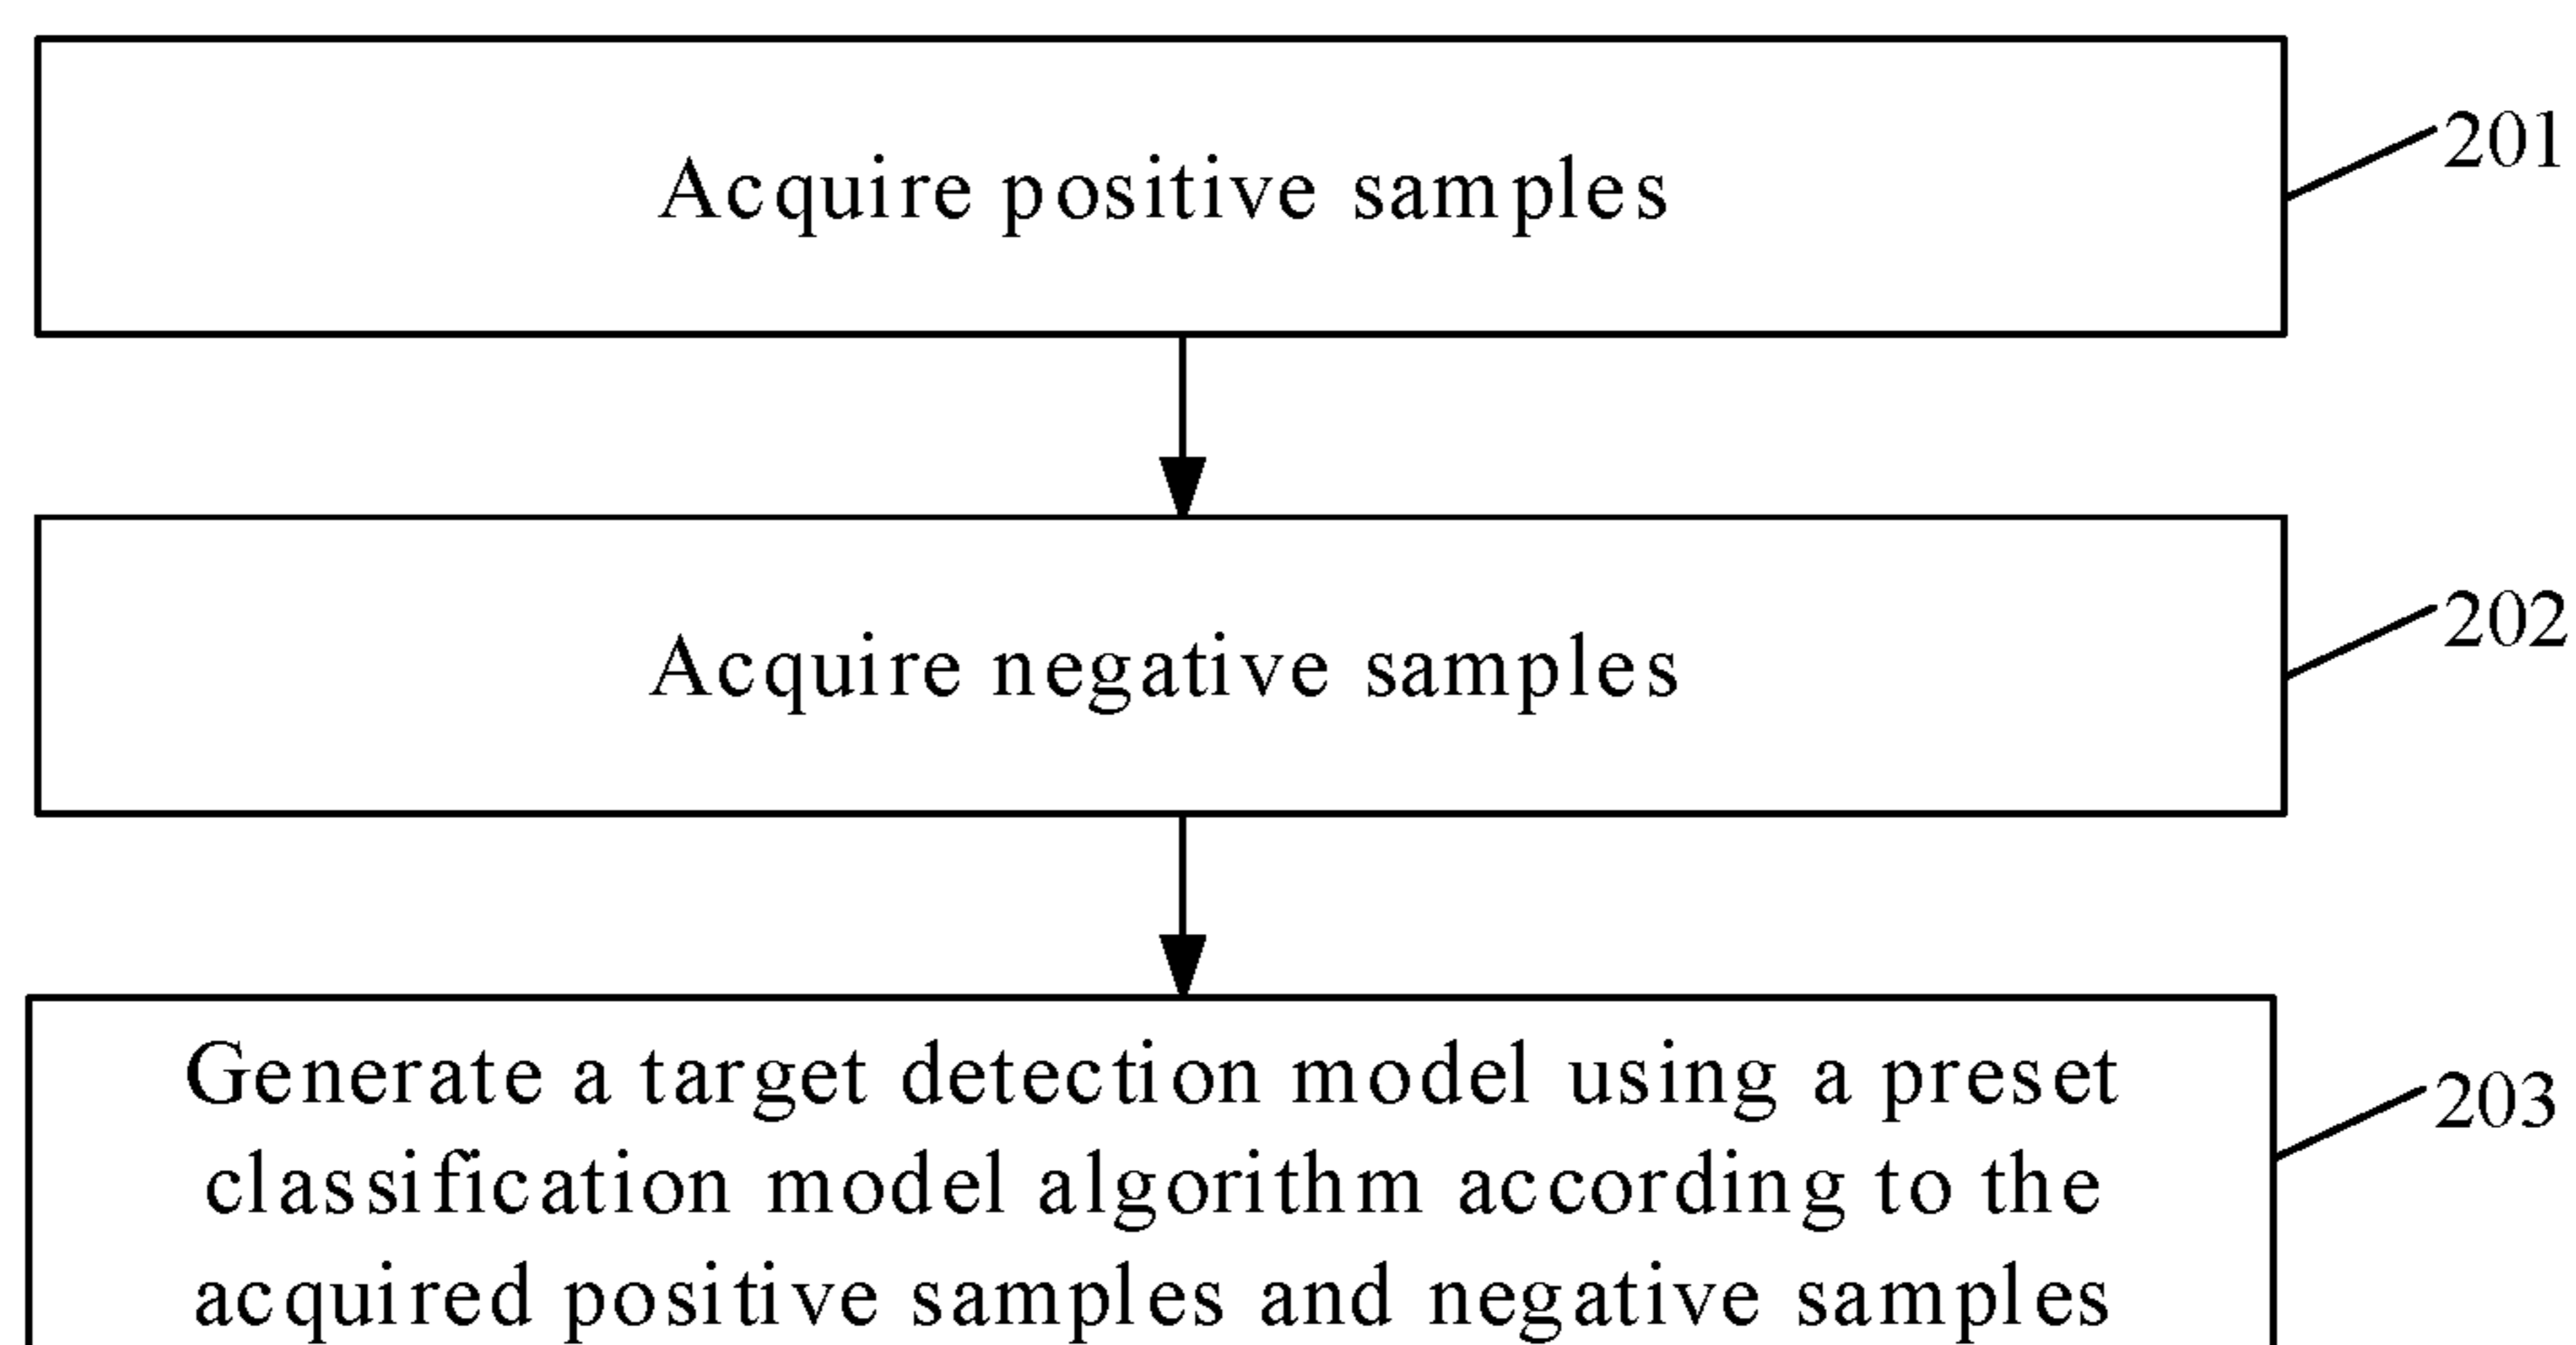 Acquire positive samples
201
Acquire negative samples
202
Generate a target detection model using a preset
classification model algorithm according to the
acquired positive samples and negative samples
203